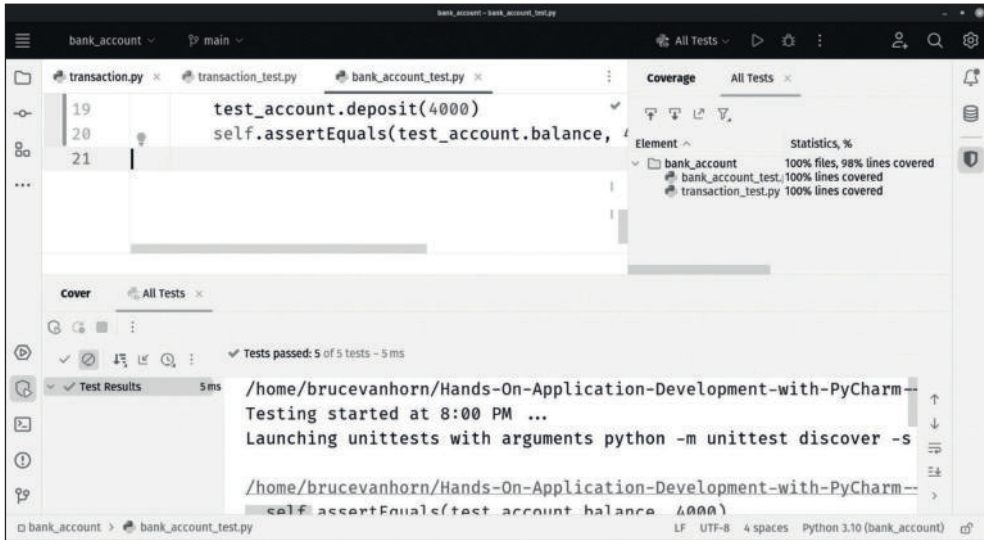 bank_account – bank_account_test.py
bank_account main All Tests
transaction.py transaction_test.py bank_account_test.py
19 test_account.deposit(4000)
20 self.assertEquals(test_account.balance,
21
Coverage All Tests
Element Statistics, %
bank_account 100% files, 98% lines covered
bank_account_test. 100% lines covered
transaction_test.py 100% lines covered
Cover All Tests
Tests passed: 5 of 5 tests – 5 ms
Test Results 5 ms
/home/brucevanhorn/Hands-On-Application-Development-with-PyCharm--
Testing started at 8:00 PM ...
Launching unittests with arguments python -m unittest discover -s
/home/brucevanhorn/Hands-On-Application-Development-with-PyCharm--
self.assertEquals(test_account.balance, 4000)
bank_account > bank_account_test.py LF UTF-8 4 spaces Python 3.10 (bank_account)